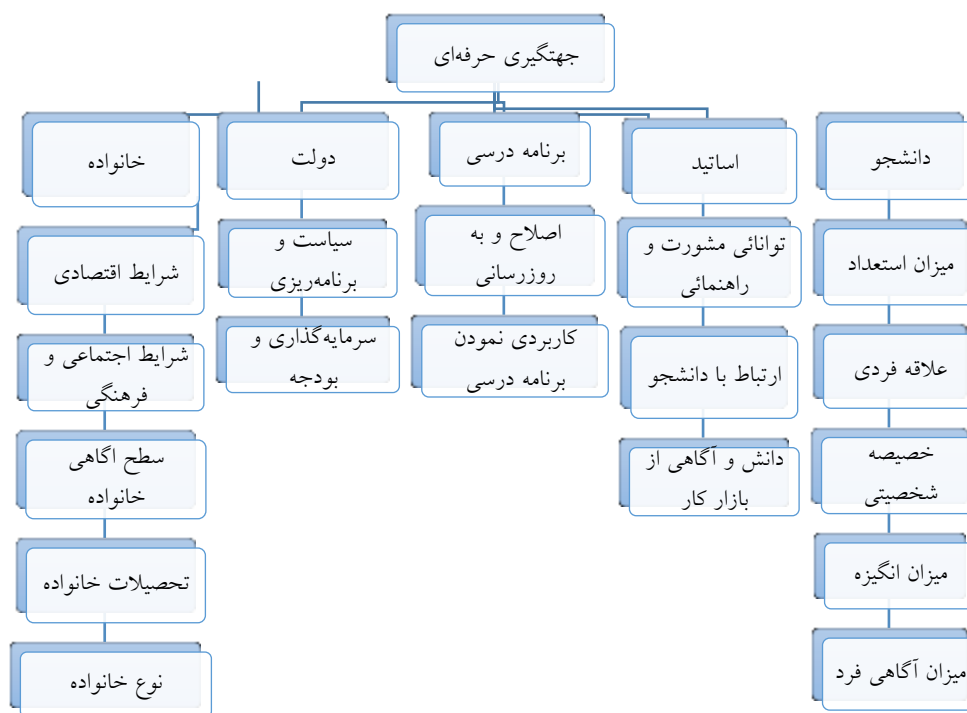 جهتگیری حرفه‌ای
دانشجو
میزان استعداد
علاقه فردی
خصیصه
شخصیتی
میزان انگیزه
میزان آگاهی فرد
اساتید
توانائی مشورت و
راهنمائی
ارتباط با دانشجو
دانش و آگاهی از
بازار کار
برنامه درسی
اصلاح و به
روزرسانی
کاربردی نمودن
برنامه درسی
دولت
سیاست و
برنامه‌ریزی
سرمایه‌گذاری و
بودجه
خانواده
شرایط اقتصادی
شرایط اجتماعی و
فرهنگی
سطح اگاهی
خانواده
تحصیلات خانواده
نوع خانواده